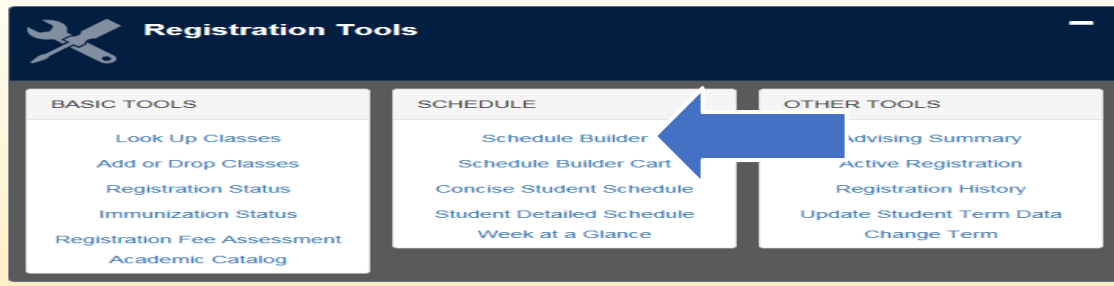 Registration Tools
BASIC TOOLS
Look Up Classes
Add or Drop Classes
Registration Status
Immunization Status
Registration Fee Assessment
Academic Catalog
SCHEDULE
Schedule Builder
Schedule Builder Cart
Concise Student Schedule
Student Detailed Schedule
Week at a Glance
OTHER TOOLS
Advising Summary
Active Registration
Registration History
Update Student Term Data
Change Term